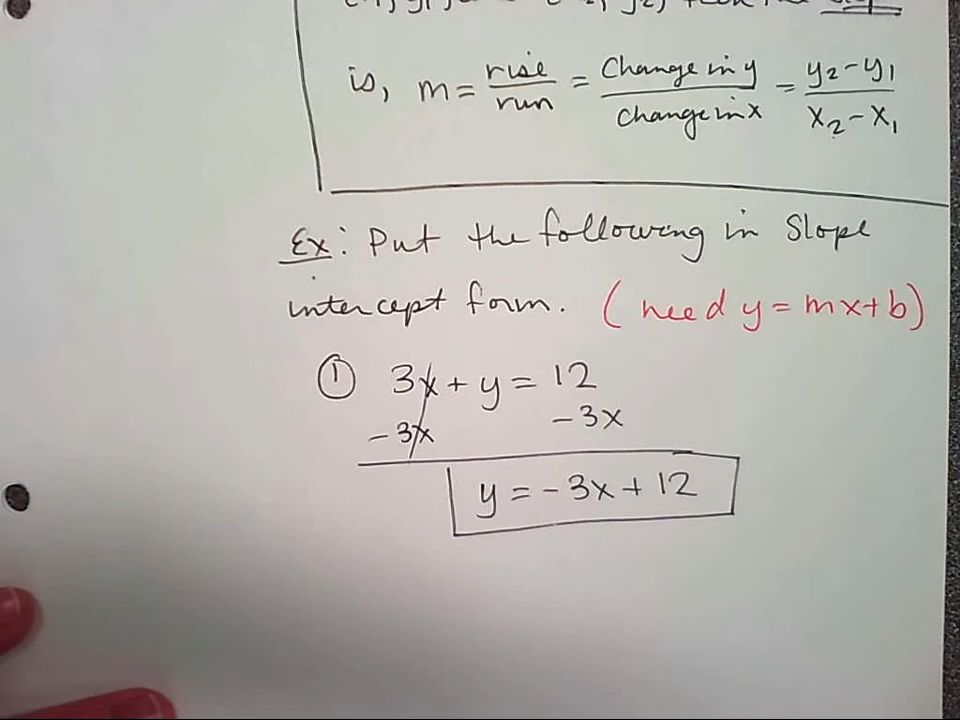 is, m = rise/run = Change in y/change in x = y₂-y₁/x₂-x₁
Ex: Put the following in Slope
intercept form. (need y = mx+b)
① 3x + y = 12
-3x -3x
y = -3x + 12